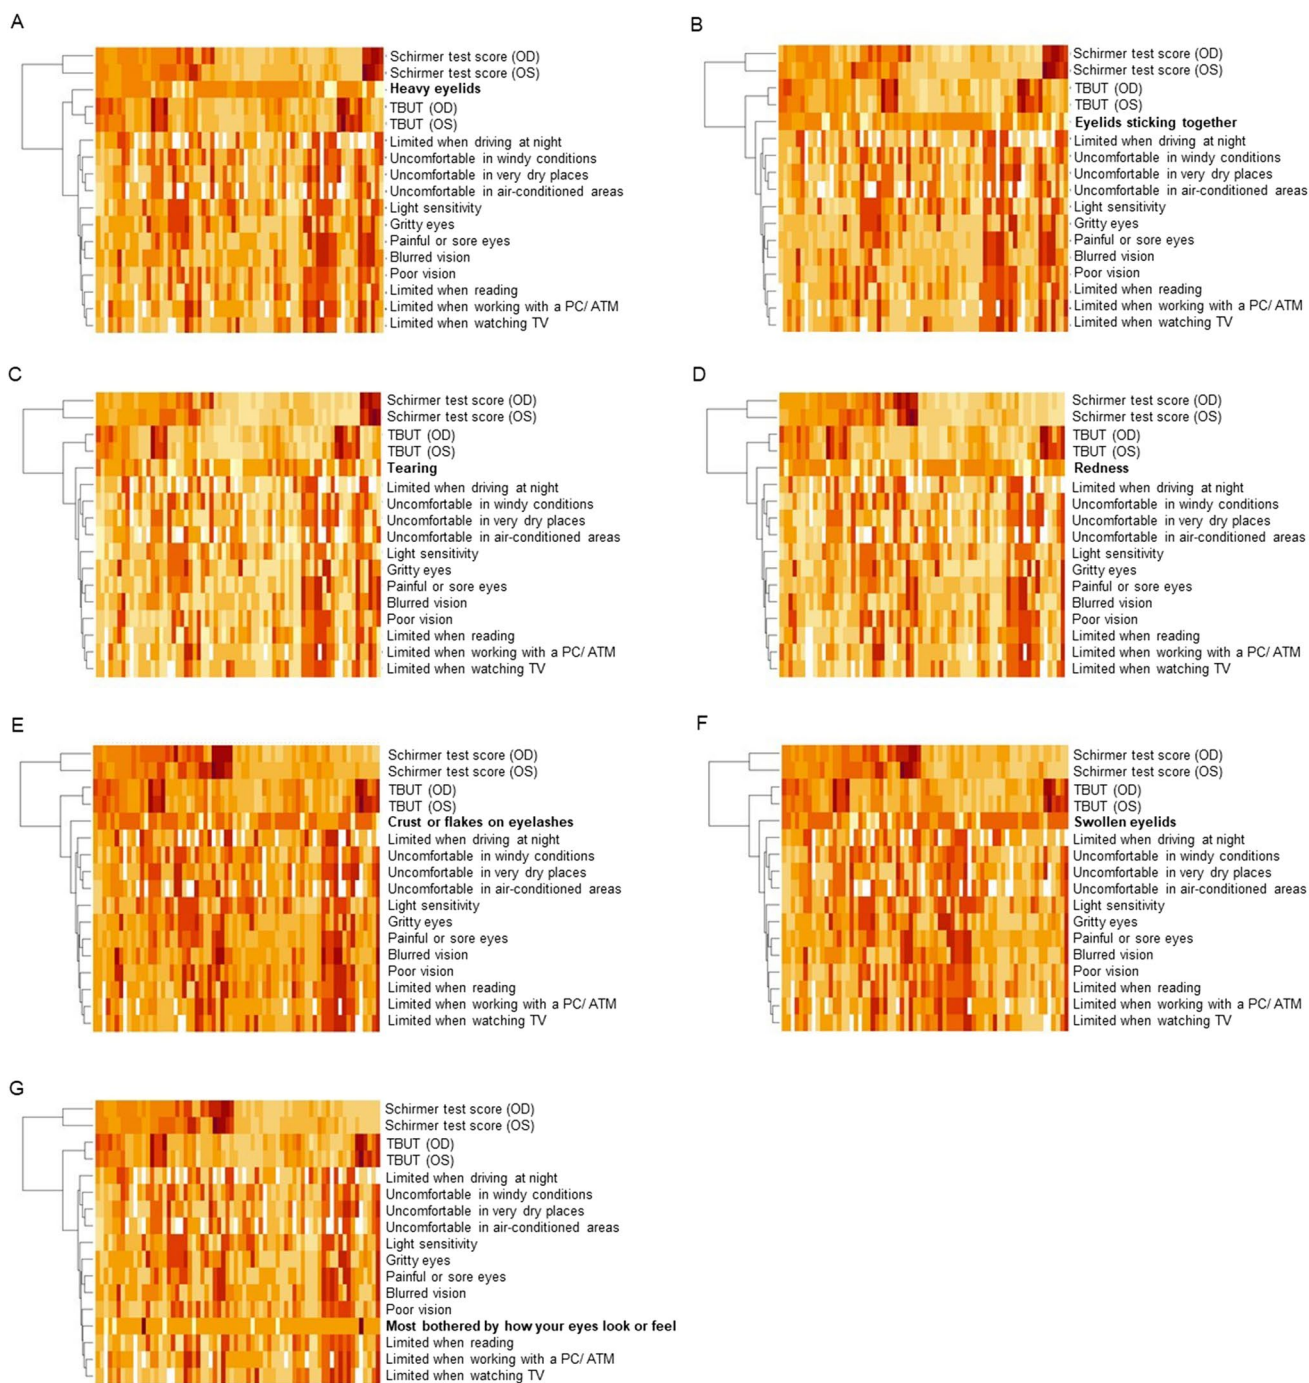 A
Schirmer test score (OD)
Schirmer test score (OS)
Heavy eyelids
TBUT (OD)
TBUT (OS)
Limited when driving at night
Uncomfortable in windy conditions
Uncomfortable in very dry places
Uncomfortable in air-conditioned areas
Light sensitivity
Gritty eyes
Painful or sore eyes
Blurred vision
Poor vision
Limited when reading
Limited when working with a PC/ ATM
Limited when watching TV
B
Schirmer test score (OD)
Schirmer test score (OS)
TBUT (OD)
TBUT (OS)
Eyelids sticking together
Limited when driving at night
Uncomfortable in windy conditions
Uncomfortable in very dry places
Uncomfortable in air-conditioned areas
Light sensitivity
Gritty eyes
Painful or sore eyes
Blurred vision
Poor vision
Limited when reading
Limited when working with a PC/ ATM
Limited when watching TV
C
Schirmer test score (OD)
Schirmer test score (OS)
TBUT (OD)
TBUT (OS)
Tearing
Limited when driving at night
Uncomfortable in windy conditions
Uncomfortable in very dry places
Uncomfortable in air-conditioned areas
Light sensitivity
Gritty eyes
Painful or sore eyes
Blurred vision
Poor vision
Limited when reading
Limited when working with a PC/ ATM
Limited when watching TV
D
Schirmer test score (OD)
Schirmer test score (OS)
TBUT (OD)
TBUT (OS)
Redness
Limited when driving at night
Uncomfortable in windy conditions
Uncomfortable in very dry places
Uncomfortable in air-conditioned areas
Light sensitivity
Gritty eyes
Painful or sore eyes
Blurred vision
Poor vision
Limited when reading
Limited when working with a PC/ ATM
Limited when watching TV
E
Schirmer test score (OD)
Schirmer test score (OS)
TBUT (OD)
TBUT (OS)
Crust or flakes on eyelashes
Limited when driving at night
Uncomfortable in windy conditions
Uncomfortable in very dry places
Uncomfortable in air-conditioned areas
Light sensitivity
Gritty eyes
Painful or sore eyes
Blurred vision
Poor vision
Limited when reading
Limited when working with a PC/ ATM
Limited when watching TV
F
Schirmer test score (OD)
Schirmer test score (OS)
TBUT (OD)
TBUT (OS)
Swollen eyelids
Limited when driving at night
Uncomfortable in windy conditions
Uncomfortable in very dry places
Uncomfortable in air-conditioned areas
Light sensitivity
Gritty eyes
Painful or sore eyes
Blurred vision
Poor vision
Limited when reading
Limited when working with a PC/ ATM
Limited when watching TV
G
Schirmer test score (OD)
Schirmer test score (OS)
TBUT (OD)
TBUT (OS)
Limited when driving at night
Uncomfortable in windy conditions
Uncomfortable in very dry places
Uncomfortable in air-conditioned areas
Light sensitivity
Gritty eyes
Painful or sore eyes
Blurred vision
Poor vision
Most bothered by how your eyes look or feel
Limited when reading
Limited when working with a PC/ ATM
Limited when watching TV